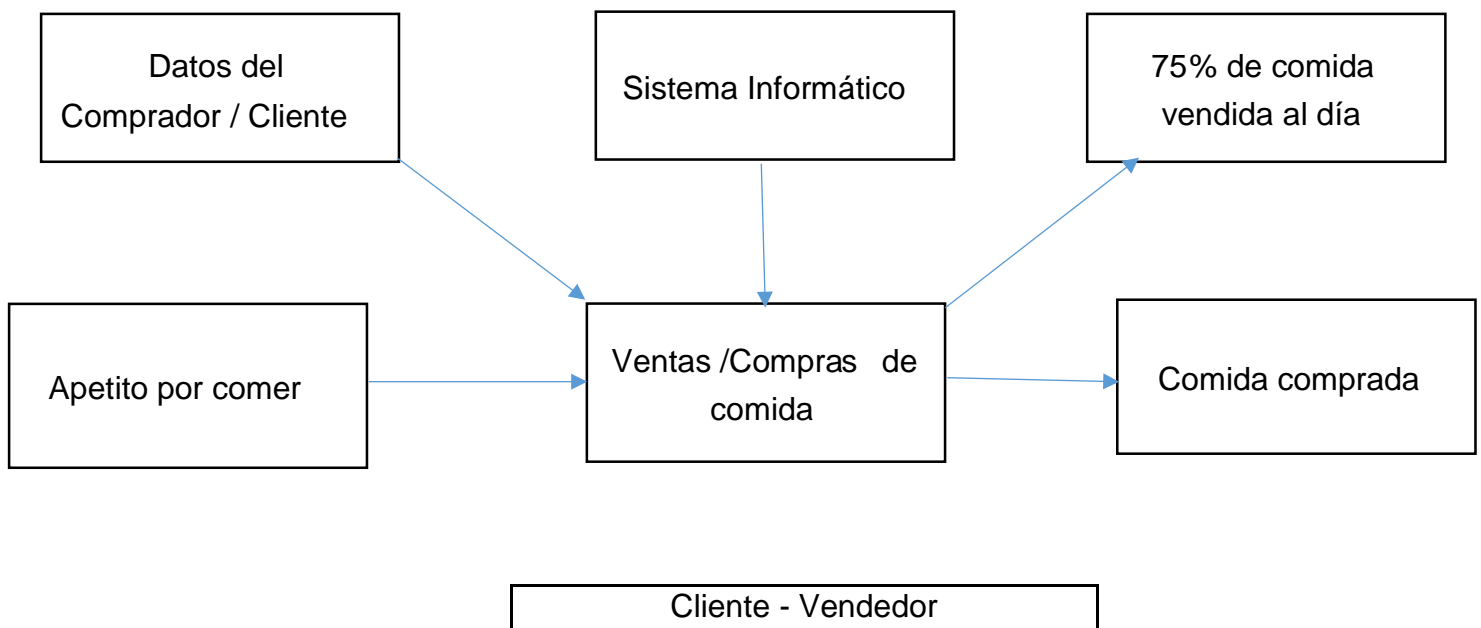 Datos del
Comprador / Cliente
Sistema Informático
75% de comida
vendida al día
Apetito por comer
Ventas /Compras de
comida
Comida comprada
Cliente - Vendedor